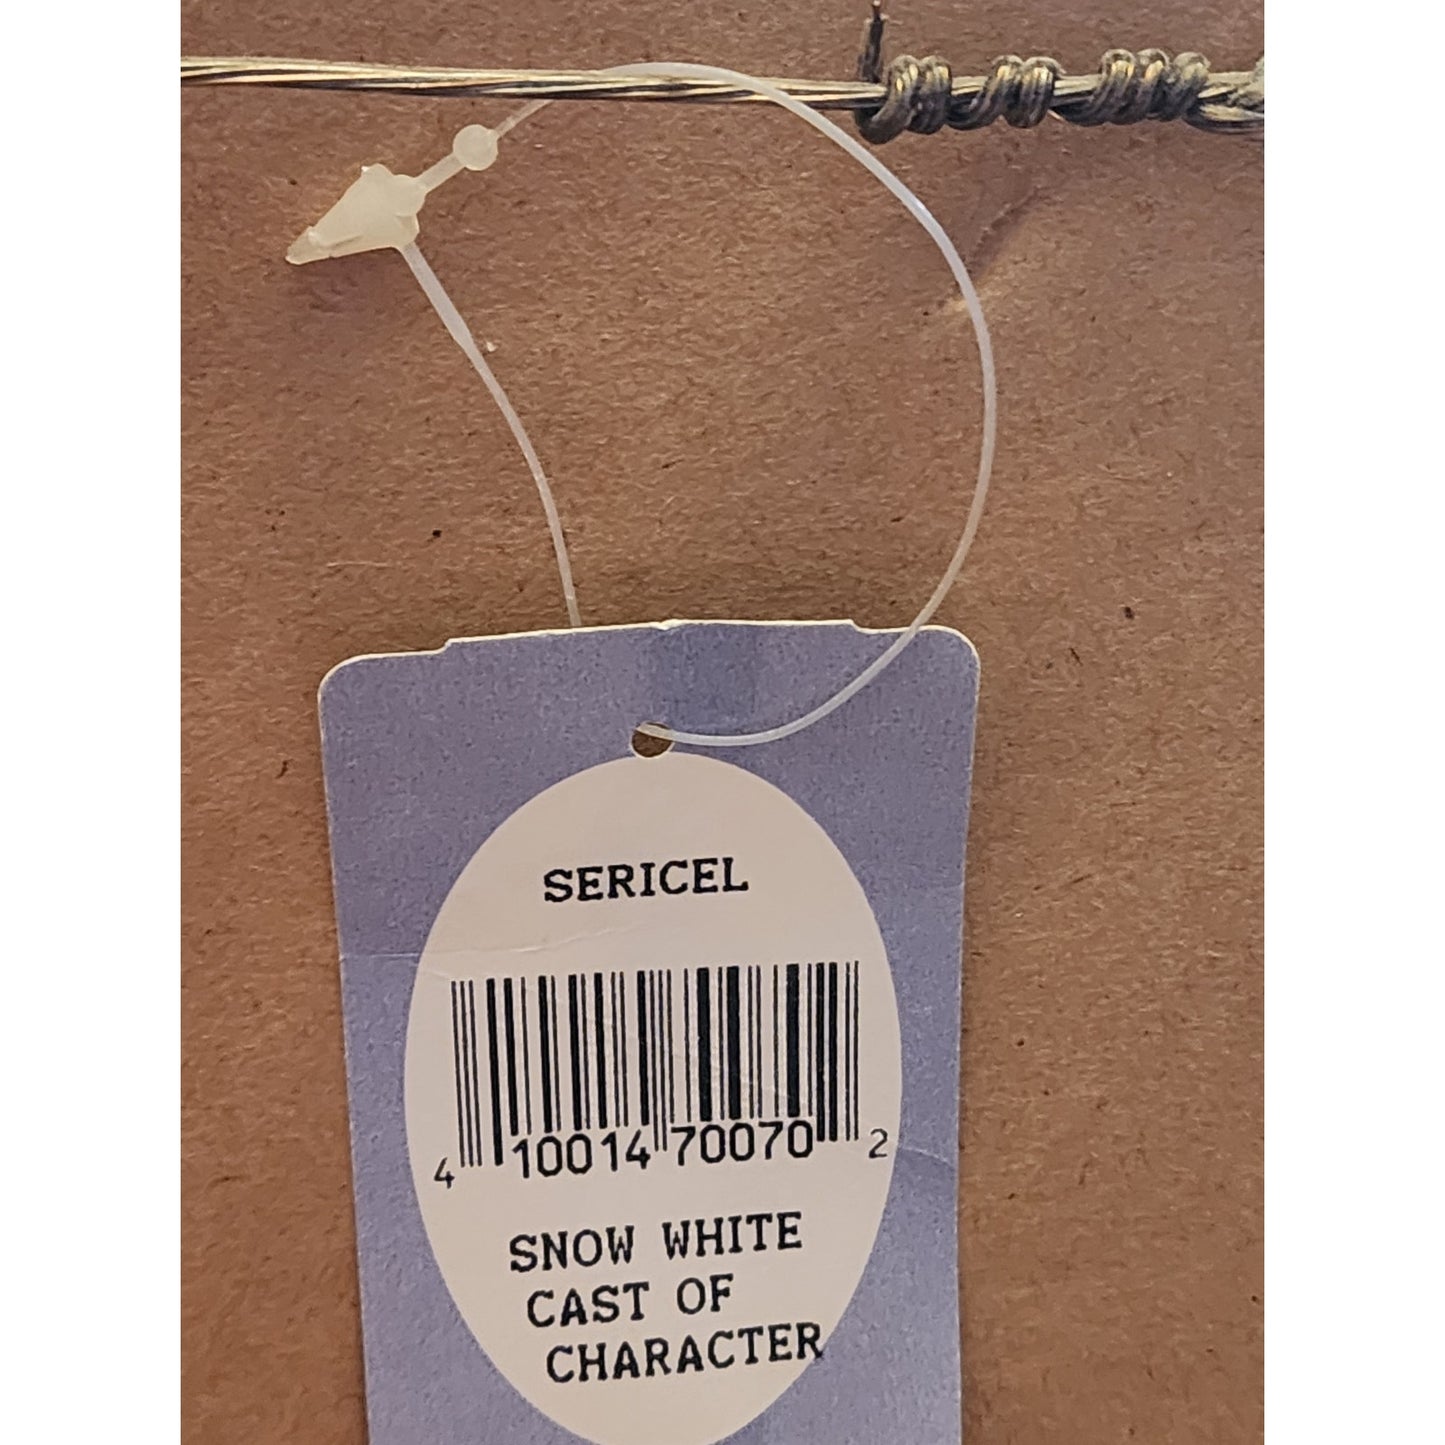 SERICEL
4 10014 70070 2
SNOW WHITE
CAST OF
CHARACTER